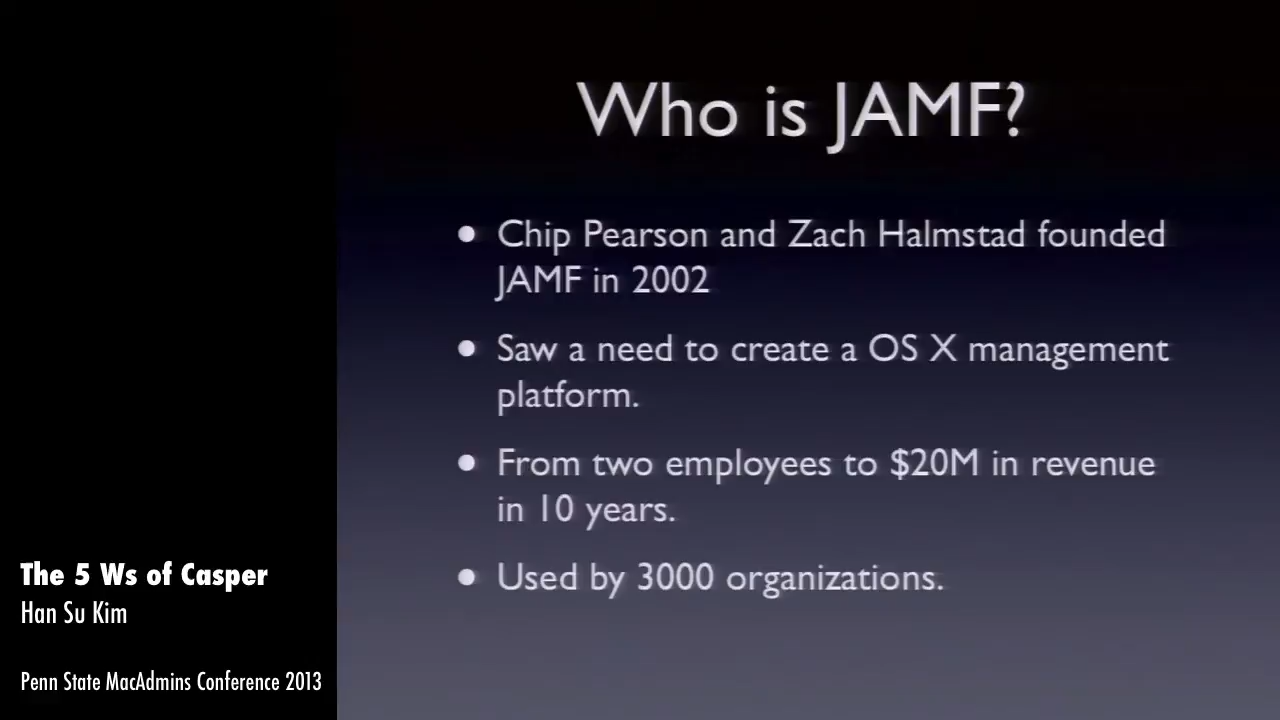 Who is JAMF?
• Chip Pearson and Zach Halmstad founded
JAMF in 2002
• Saw a need to create a OS X management
platform.
• From two employees to $20M in revenue
in 10 years.
• Used by 3000 organizations.
The 5 Ws of Casper
Han Su Kim
Penn State MacAdmins Conference 2013